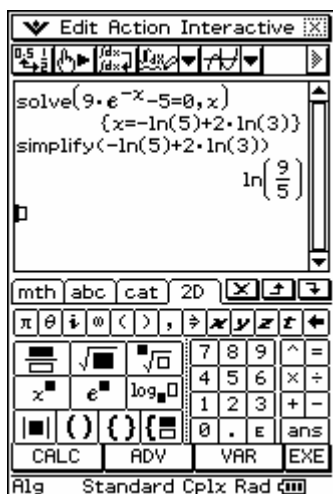 Edit Action Interactive
solve(9·e^-x-5=0,x)
{x=-ln(5)+2·ln(3)}
simplify(-ln(5)+2·ln(3))
ln(9/5)
mth abc cat 2D
π θ i ∞ ( ) , ⇒ x y z t ←
7 8 9 ^ =
x^■ e^■ log■□ 4 5 6 × ÷
1 2 3 + -
|■| ( ) { } 0 . E ans
CALC ADV VAR EXE
Alg Standard Cplx Rad